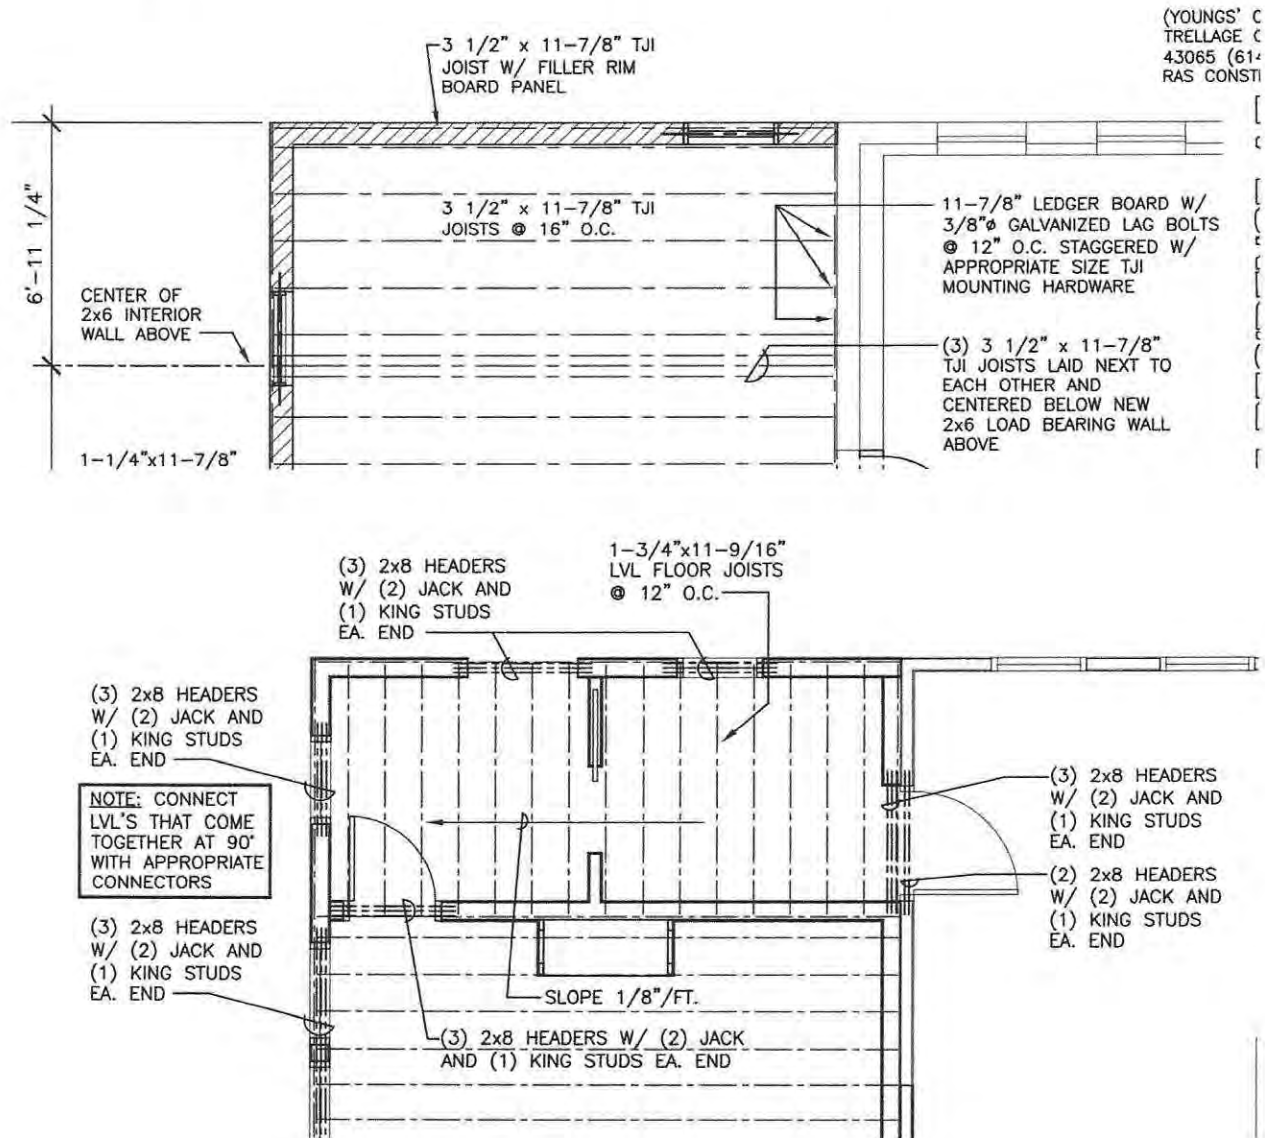 (YOUNGS' C
TRELLAGE C
43065 (614
RAS CONSTI
3 1/2" x 11-7/8" TJI
JOIST W/ FILLER RIM
BOARD PANEL
6'-11 1/4"
3 1/2" x 11-7/8" TJI
JOISTS @ 16" O.C.
11-7/8" LEDGER BOARD W/
3/8"ø GALVANIZED LAG BOLTS
@ 12" O.C. STAGGERED W/
APPROPRIATE SIZE TJI
MOUNTING HARDWARE
CENTER OF
2x6 INTERIOR
WALL ABOVE
(3) 3 1/2" x 11-7/8"
TJI JOISTS LAID NEXT TO
EACH OTHER AND
CENTERED BELOW NEW
2x6 LOAD BEARING WALL
ABOVE
1-1/4"x11-7/8"
(3) 2x8 HEADERS
W/ (2) JACK AND
(1) KING STUDS
EA. END
1-3/4"x11-9/16"
LVL FLOOR JOISTS
@ 12" O.C.
(3) 2x8 HEADERS
W/ (2) JACK AND
(1) KING STUDS
EA. END
NOTE: CONNECT
LVL'S THAT COME
TOGETHER AT 90°
WITH APPROPRIATE
CONNECTORS
(3) 2x8 HEADERS
W/ (2) JACK AND
(1) KING STUDS
EA. END
(2) 2x8 HEADERS
W/ (2) JACK AND
(1) KING STUDS
EA. END
(3) 2x8 HEADERS
W/ (2) JACK AND
(1) KING STUDS
EA. END
SLOPE 1/8"/FT.
(3) 2x8 HEADERS W/ (2) JACK
AND (1) KING STUDS EA. END